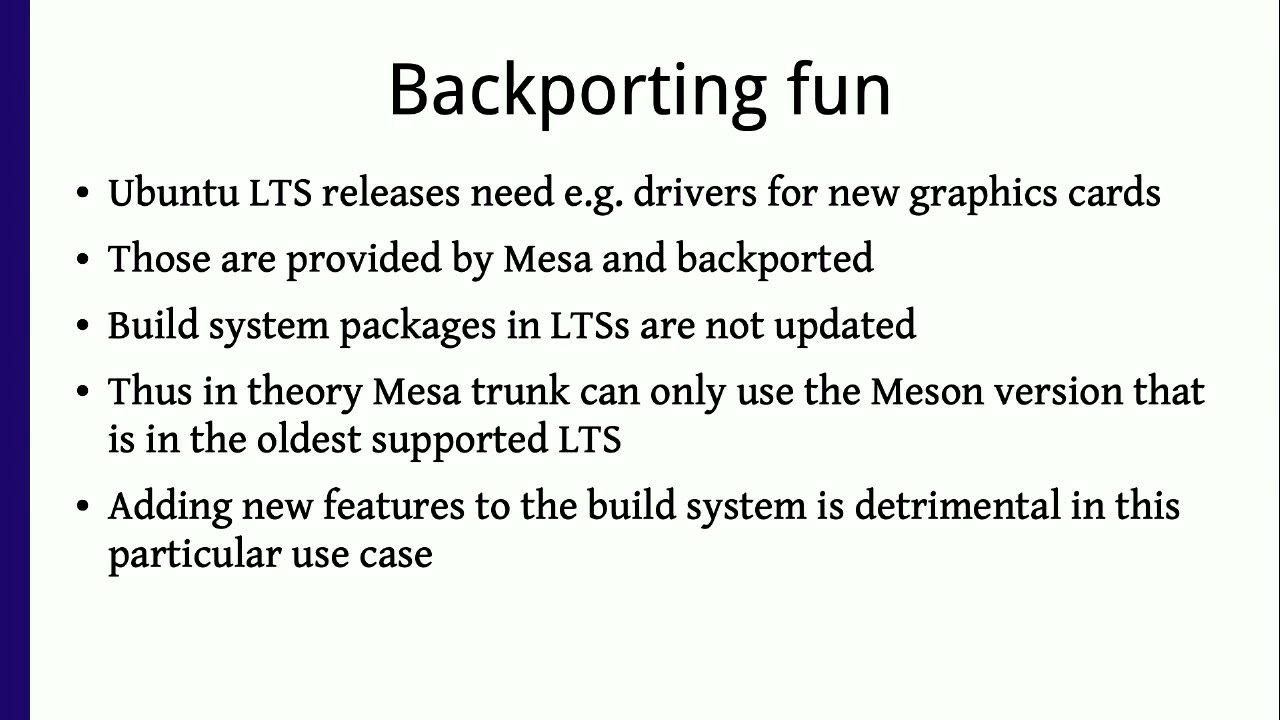 Backporting fun
• Ubuntu LTS releases need e.g. drivers for new graphics cards
• Those are provided by Mesa and backported
• Build system packages in LTSs are not updated
• Thus in theory Mesa trunk can only use the Meson version that
is in the oldest supported LTS
• Adding new features to the build system is detrimental in this
particular use case